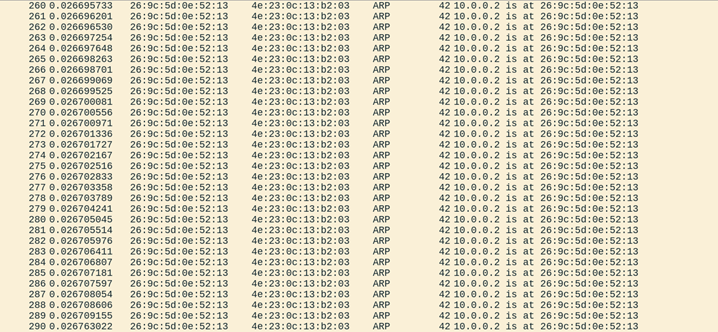 260 0.026695733 26:9c:5d:0e:52:13 4e:23:0c:13:b2:03 ARP 42 10.0.0.2 is at 26:9c:5d:0e:52:13
261 0.026696201 26:9c:5d:0e:52:13 4e:23:0c:13:b2:03 ARP 42 10.0.0.2 is at 26:9c:5d:0e:52:13
262 0.026696530 26:9c:5d:0e:52:13 4e:23:0c:13:b2:03 ARP 42 10.0.0.2 is at 26:9c:5d:0e:52:13
263 0.026697254 26:9c:5d:0e:52:13 4e:23:0c:13:b2:03 ARP 42 10.0.0.2 is at 26:9c:5d:0e:52:13
264 0.026697648 26:9c:5d:0e:52:13 4e:23:0c:13:b2:03 ARP 42 10.0.0.2 is at 26:9c:5d:0e:52:13
265 0.026698263 26:9c:5d:0e:52:13 4e:23:0c:13:b2:03 ARP 42 10.0.0.2 is at 26:9c:5d:0e:52:13
266 0.026698701 26:9c:5d:0e:52:13 4e:23:0c:13:b2:03 ARP 42 10.0.0.2 is at 26:9c:5d:0e:52:13
267 0.026699069 26:9c:5d:0e:52:13 4e:23:0c:13:b2:03 ARP 42 10.0.0.2 is at 26:9c:5d:0e:52:13
268 0.026699525 26:9c:5d:0e:52:13 4e:23:0c:13:b2:03 ARP 42 10.0.0.2 is at 26:9c:5d:0e:52:13
269 0.026700081 26:9c:5d:0e:52:13 4e:23:0c:13:b2:03 ARP 42 10.0.0.2 is at 26:9c:5d:0e:52:13
270 0.026700556 26:9c:5d:0e:52:13 4e:23:0c:13:b2:03 ARP 42 10.0.0.2 is at 26:9c:5d:0e:52:13
271 0.026700971 26:9c:5d:0e:52:13 4e:23:0c:13:b2:03 ARP 42 10.0.0.2 is at 26:9c:5d:0e:52:13
272 0.026701336 26:9c:5d:0e:52:13 4e:23:0c:13:b2:03 ARP 42 10.0.0.2 is at 26:9c:5d:0e:52:13
273 0.026701727 26:9c:5d:0e:52:13 4e:23:0c:13:b2:03 ARP 42 10.0.0.2 is at 26:9c:5d:0e:52:13
274 0.026702167 26:9c:5d:0e:52:13 4e:23:0c:13:b2:03 ARP 42 10.0.0.2 is at 26:9c:5d:0e:52:13
275 0.026702516 26:9c:5d:0e:52:13 4e:23:0c:13:b2:03 ARP 42 10.0.0.2 is at 26:9c:5d:0e:52:13
276 0.026702833 26:9c:5d:0e:52:13 4e:23:0c:13:b2:03 ARP 42 10.0.0.2 is at 26:9c:5d:0e:52:13
277 0.026703358 26:9c:5d:0e:52:13 4e:23:0c:13:b2:03 ARP 42 10.0.0.2 is at 26:9c:5d:0e:52:13
278 0.026703789 26:9c:5d:0e:52:13 4e:23:0c:13:b2:03 ARP 42 10.0.0.2 is at 26:9c:5d:0e:52:13
279 0.026704241 26:9c:5d:0e:52:13 4e:23:0c:13:b2:03 ARP 42 10.0.0.2 is at 26:9c:5d:0e:52:13
280 0.026705045 26:9c:5d:0e:52:13 4e:23:0c:13:b2:03 ARP 42 10.0.0.2 is at 26:9c:5d:0e:52:13
281 0.026705514 26:9c:5d:0e:52:13 4e:23:0c:13:b2:03 ARP 42 10.0.0.2 is at 26:9c:5d:0e:52:13
282 0.026705976 26:9c:5d:0e:52:13 4e:23:0c:13:b2:03 ARP 42 10.0.0.2 is at 26:9c:5d:0e:52:13
283 0.026706411 26:9c:5d:0e:52:13 4e:23:0c:13:b2:03 ARP 42 10.0.0.2 is at 26:9c:5d:0e:52:13
284 0.026706807 26:9c:5d:0e:52:13 4e:23:0c:13:b2:03 ARP 42 10.0.0.2 is at 26:9c:5d:0e:52:13
285 0.026707181 26:9c:5d:0e:52:13 4e:23:0c:13:b2:03 ARP 42 10.0.0.2 is at 26:9c:5d:0e:52:13
286 0.026707597 26:9c:5d:0e:52:13 4e:23:0c:13:b2:03 ARP 42 10.0.0.2 is at 26:9c:5d:0e:52:13
287 0.026708054 26:9c:5d:0e:52:13 4e:23:0c:13:b2:03 ARP 42 10.0.0.2 is at 26:9c:5d:0e:52:13
288 0.026708606 26:9c:5d:0e:52:13 4e:23:0c:13:b2:03 ARP 42 10.0.0.2 is at 26:9c:5d:0e:52:13
289 0.026709155 26:9c:5d:0e:52:13 4e:23:0c:13:b2:03 ARP 42 10.0.0.2 is at 26:9c:5d:0e:52:13
290 0.026763022 26:9c:5d:0e:52:13 4e:23:0c:13:b2:03 ARP 42 10.0.0.2 is at 26:9c:5d:0e:52:13